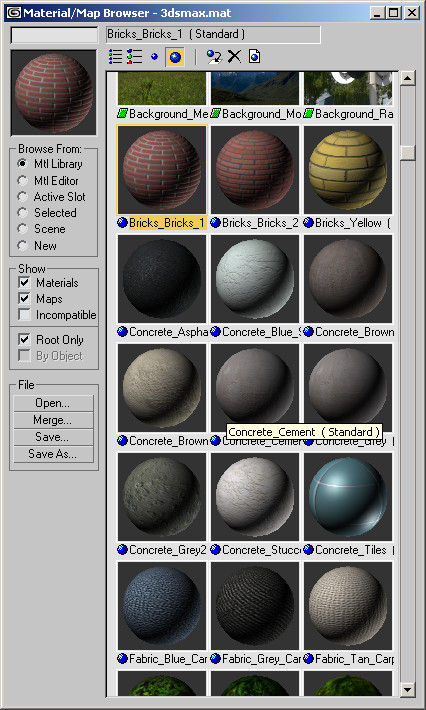 Material/Map Browser - 3dsmax.mat
Bricks_Bricks_1 ( Standard )
Browse From:
Mtl Library
Mtl Editor
Active Slot
Selected
Scene
New
Show
Materials
Maps
Incompatible
Root Only
By Object
File
Open...
Merge...
Save...
Save As...
Background_Me
Background_Mo
Background_Ra
Bricks_Bricks_1
Bricks_Bricks_2
Bricks_Yellow (
Concrete_Aspha
Concrete_Blue_S
Concrete_Brown
Concrete_Cement ( Standard )
Concrete_Brown
Concrete_Cemen
Concrete_Grey (
Concrete_Grey2
Concrete_Stucc
Concrete_Tiles (
Fabric_Blue_Car
Fabric_Grey_Car
Fabric_Tan_Carp